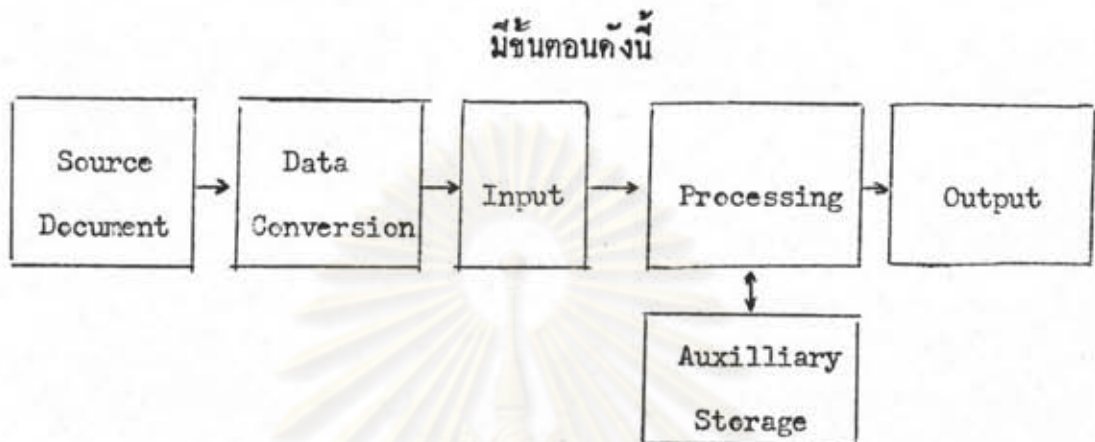 มีขั้นตอนดังนี้
Source
Document
Data
Conversion
Input
Processing
Output
Auxilliary
Storage